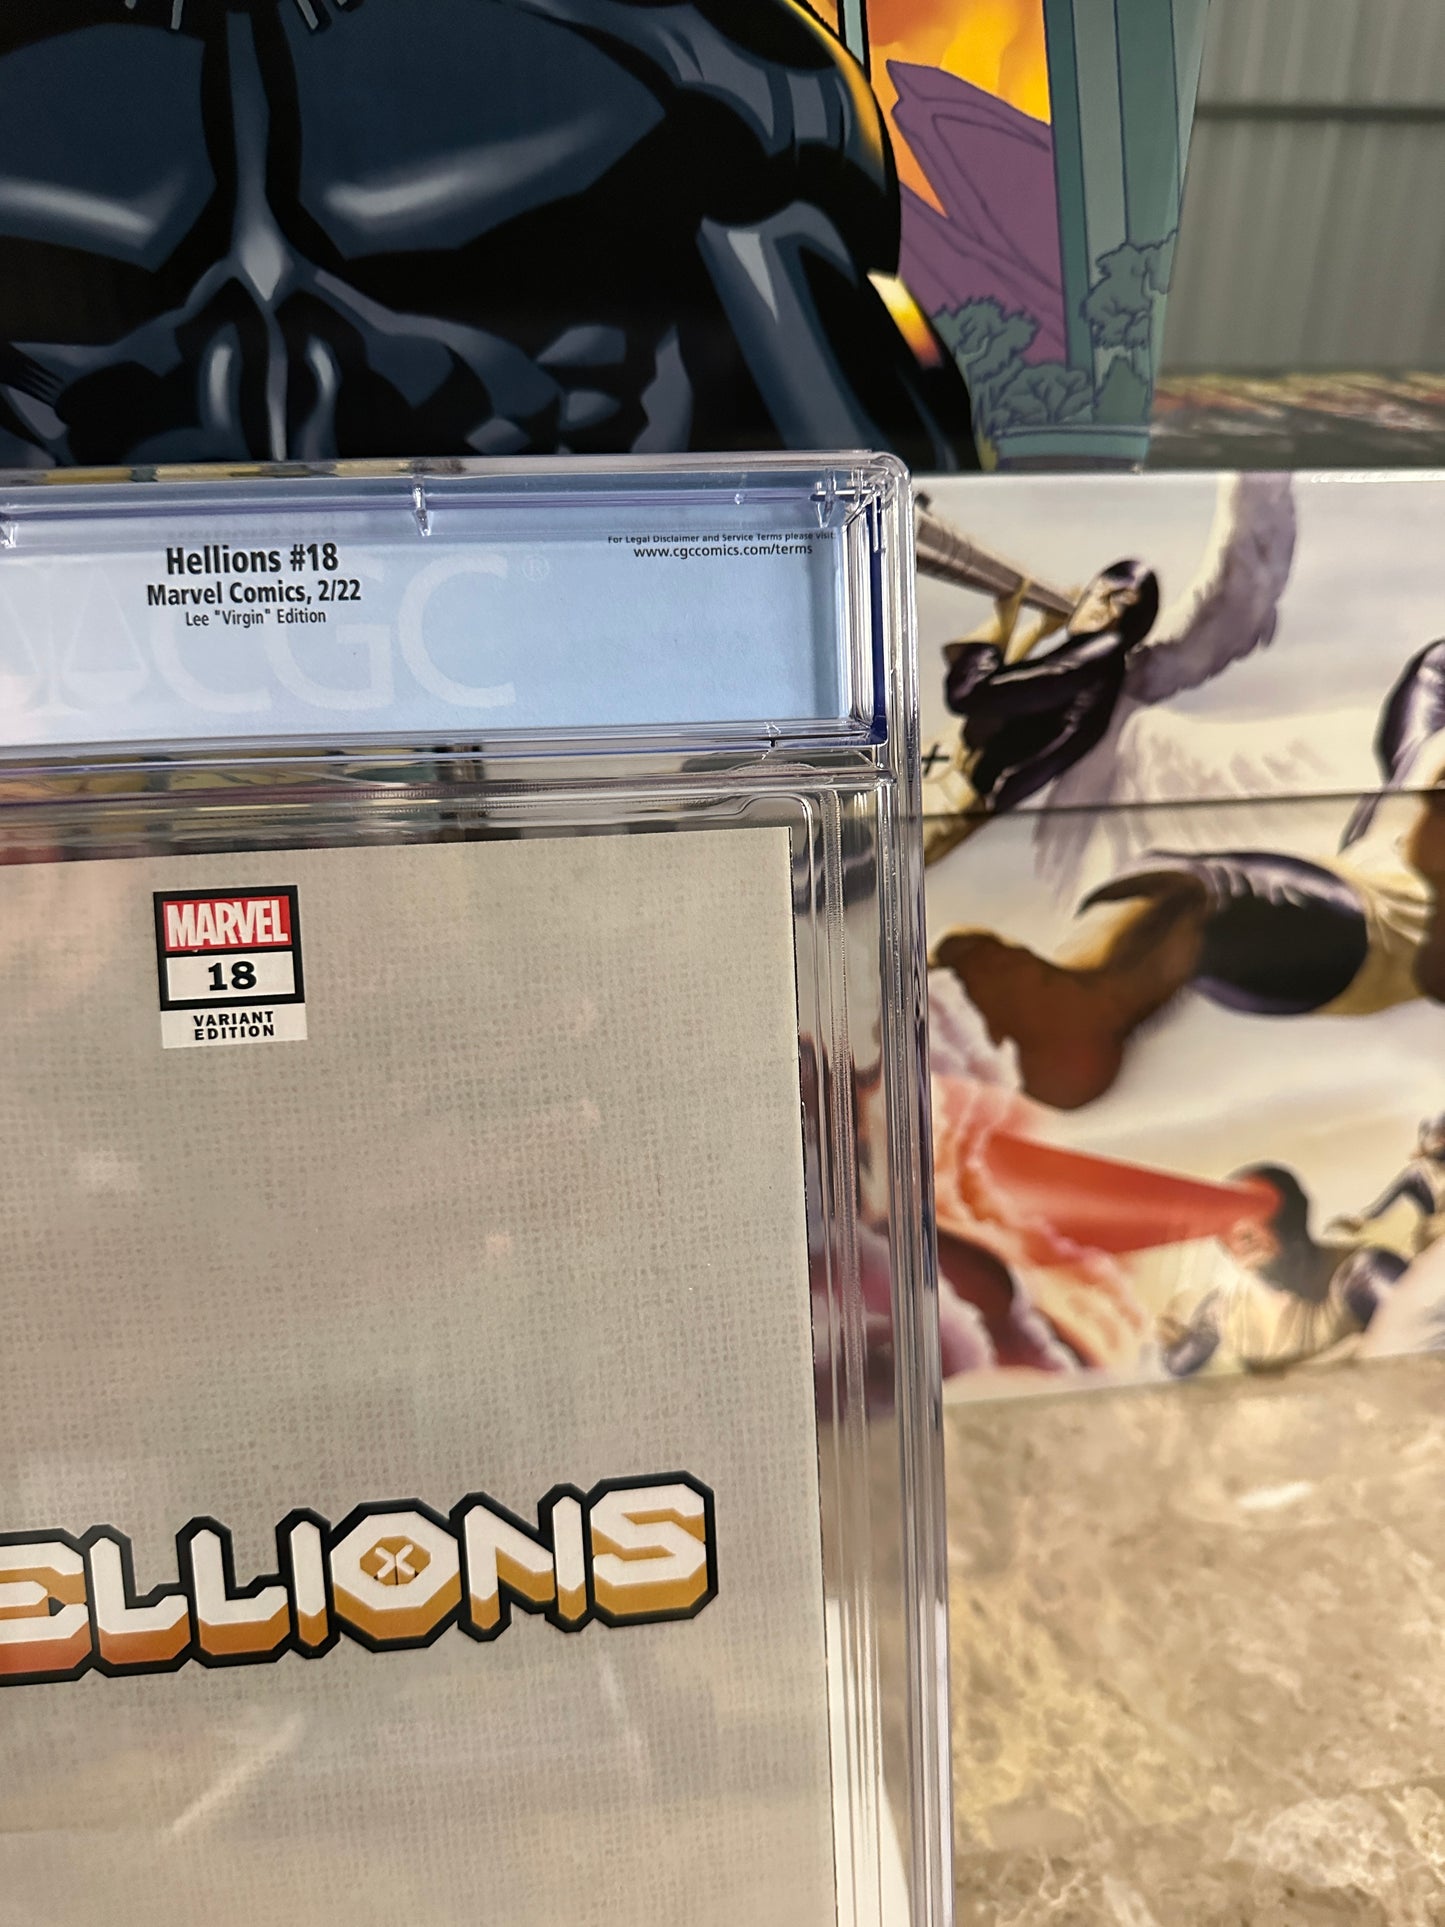 Hellions #18
Marvel Comics, 2/22
Lee "Virgin" Edition
For Legal Disclaimer and Service Terms please visit:
www.cgccomics.com/terms
CGC®
MARVEL
18
VARIANT
EDITION
ELLIONS